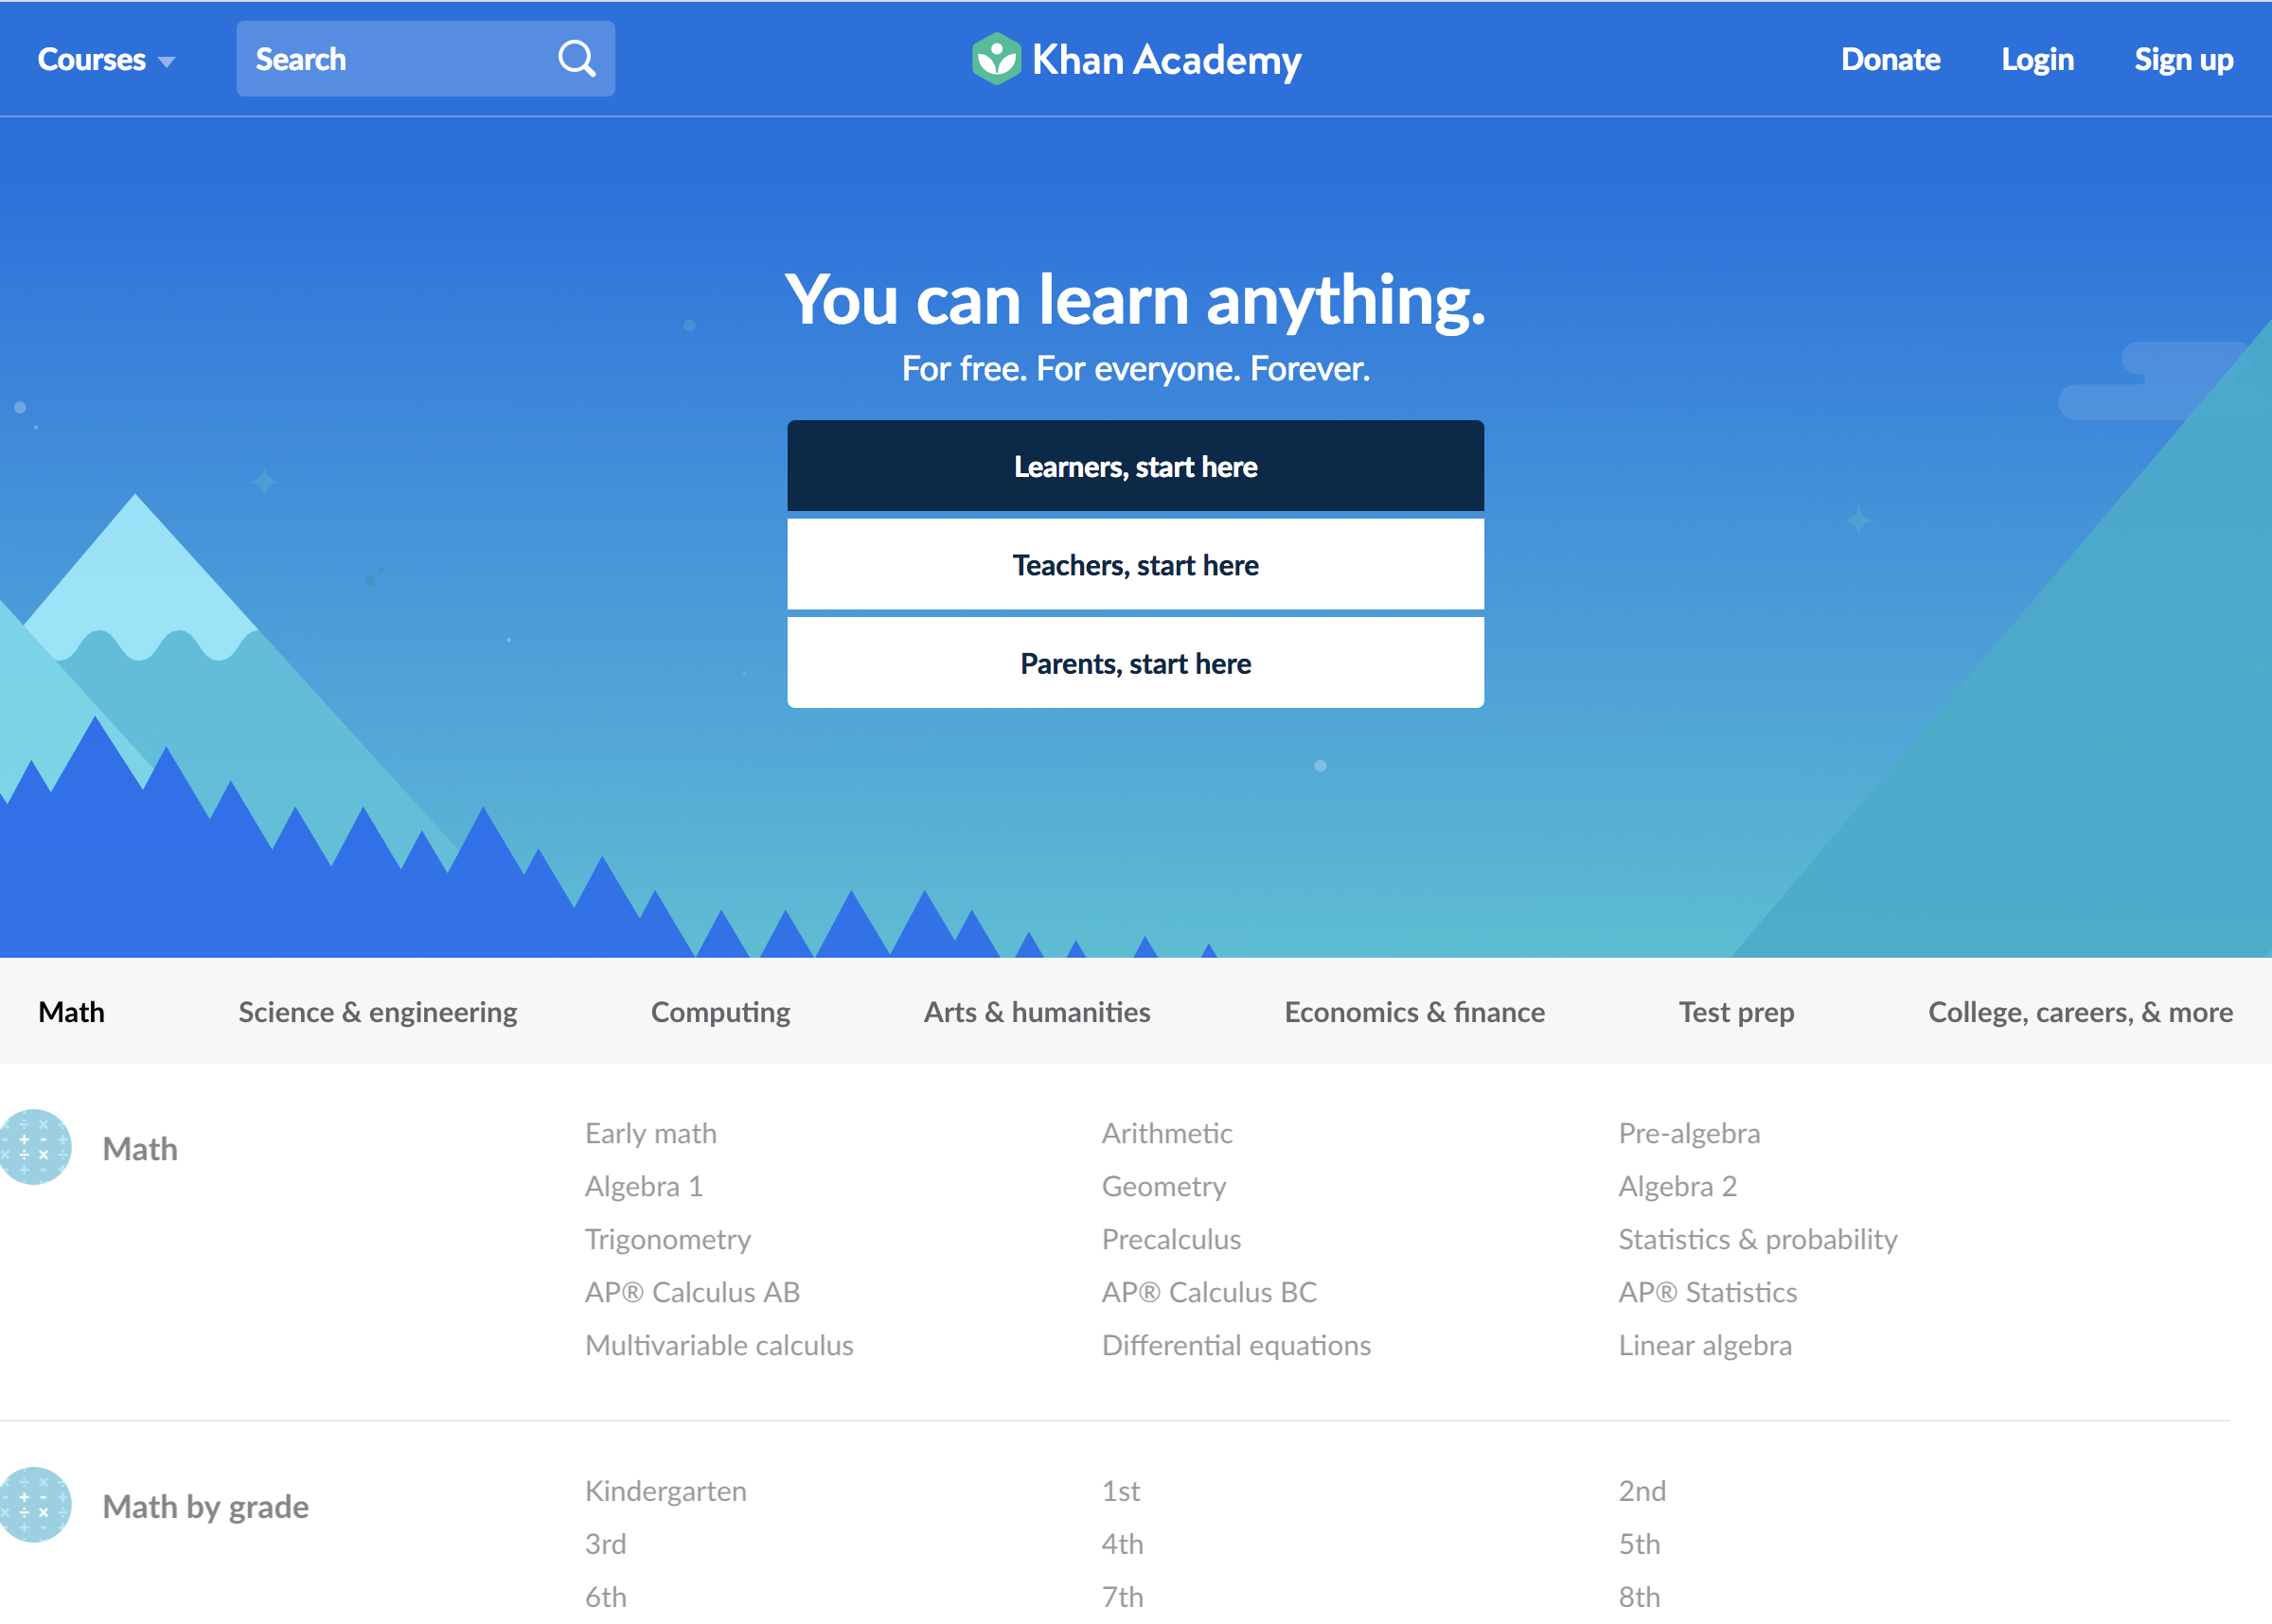 Courses
Search
Khan Academy
Donate
Login
Sign up
You can learn anything.
For free. For everyone. Forever.
Learners, start here
Teachers, start here
Parents, start here
Math
Science & engineering
Computing
Arts & humanities
Economics & finance
Test prep
College, careers, & more
Math
Early math
Arithmetic
Pre-algebra
Algebra 1
Geometry
Algebra 2
Trigonometry
Precalculus
Statistics & probability
AP® Calculus AB
AP® Calculus BC
AP® Statistics
Multivariable calculus
Differential equations
Linear algebra
Math by grade
Kindergarten
1st
2nd
3rd
4th
5th
6th
7th
8th